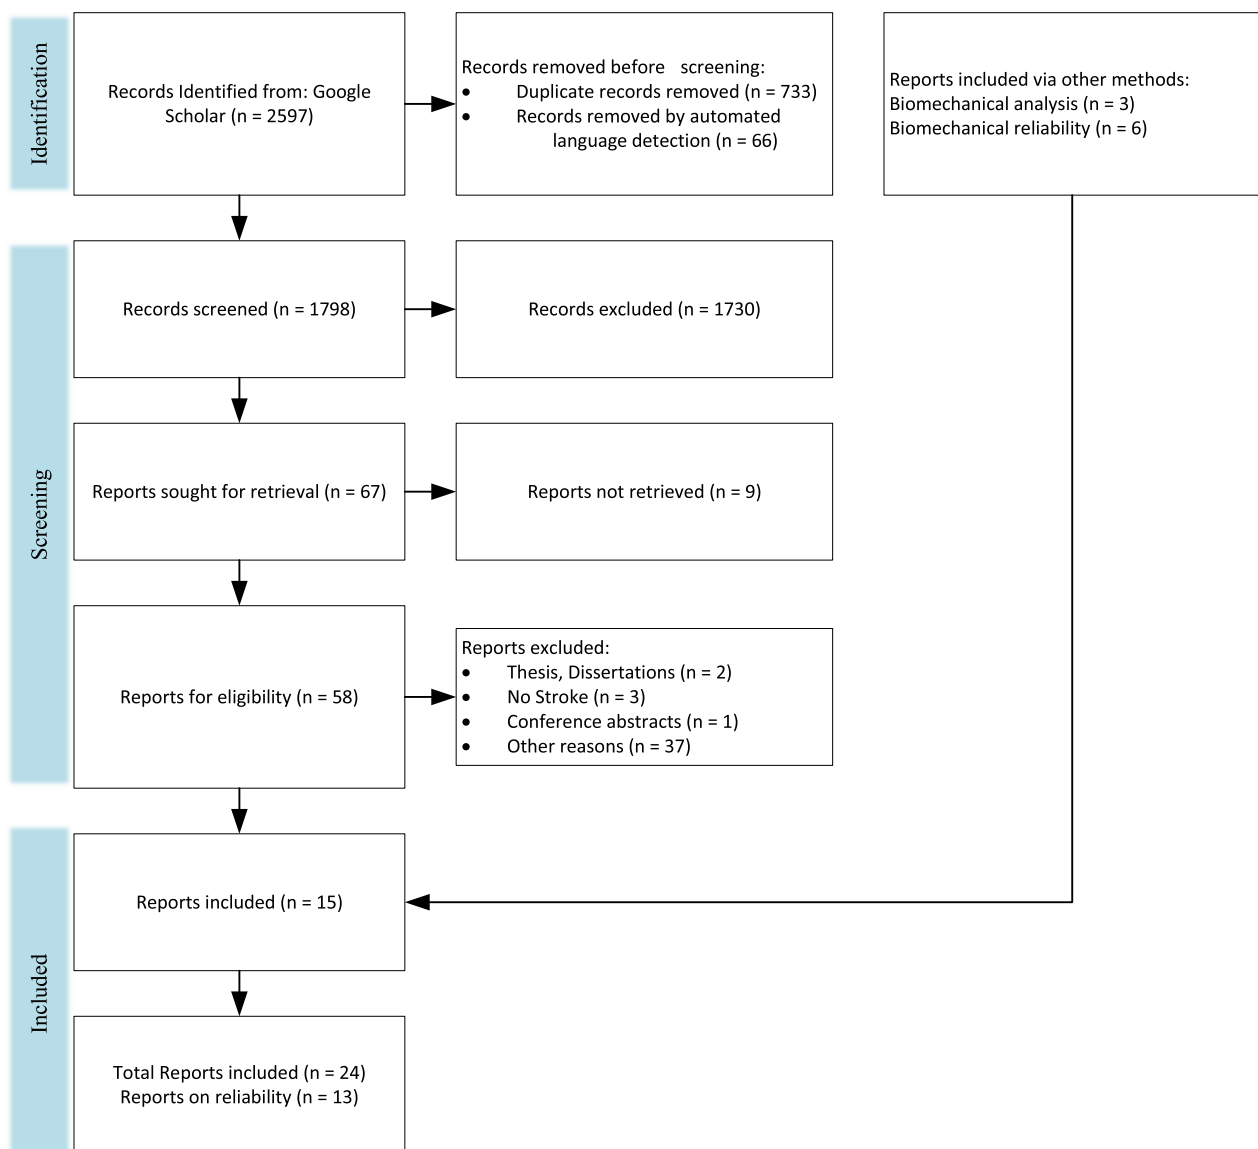 Identification
Records Identified from: Google
Scholar (n = 2597)
Records removed before screening:
• Duplicate records removed (n = 733)
• Records removed by automated
language detection (n = 66)
Reports included via other methods:
Biomechanical analysis (n = 3)
Biomechanical reliability (n = 6)
Screening
Records screened (n = 1798)
Records excluded (n = 1730)
Reports sought for retrieval (n = 67)
Reports not retrieved (n = 9)
Reports for eligibility (n = 58)
Reports excluded:
• Thesis, Dissertations (n = 2)
• No Stroke (n = 3)
• Conference abstracts (n = 1)
• Other reasons (n = 37)
Included
Reports included (n = 15)
Total Reports included (n = 24)
Reports on reliability (n = 13)